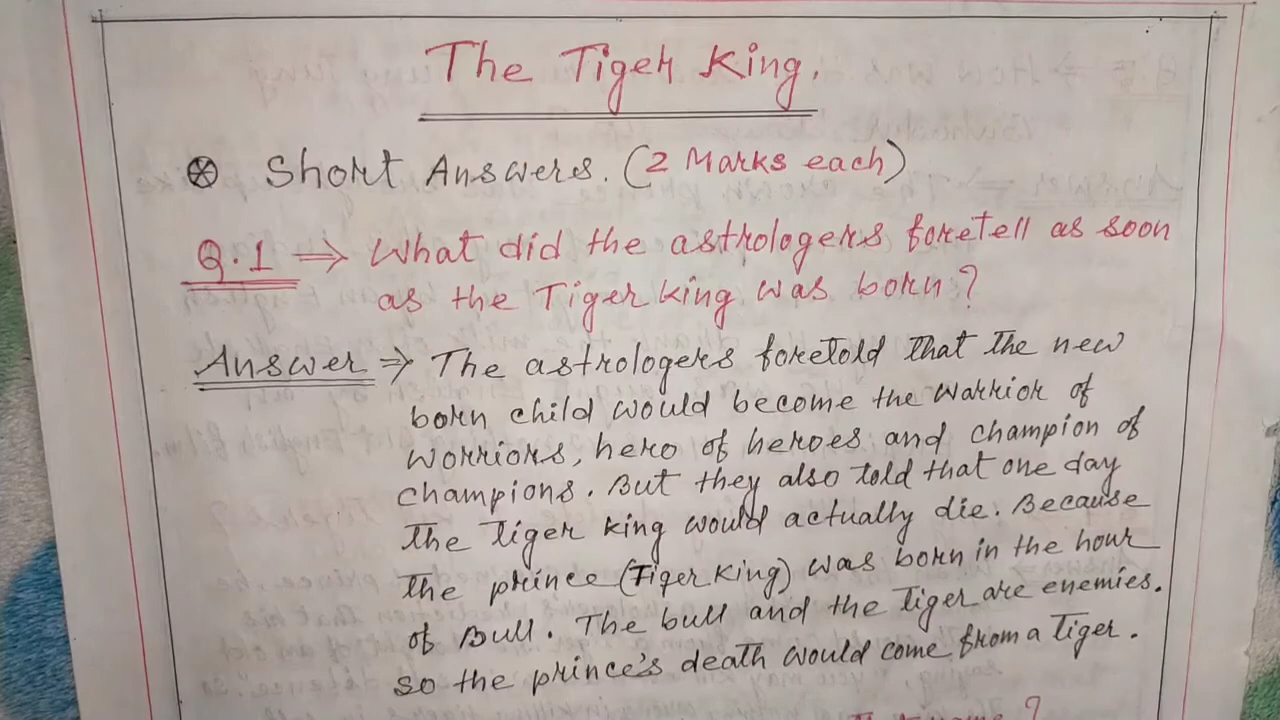 The Tiger King.
Short Answers. (2 Marks each)
Q.1 ⇒ What did the astrologers foretell as soon
as the Tiger king was born?
Answer ⇒ The astrologers foretold that the new
born child would become the warrior of
worriors, hero of heroes and champion of
champions. But they also told that one day
the tiger king would actually die. Because
the prince (Tiger King) was born in the hour
of Bull. The bull and the tiger are enemies.
so the prince's death would come from a tiger.